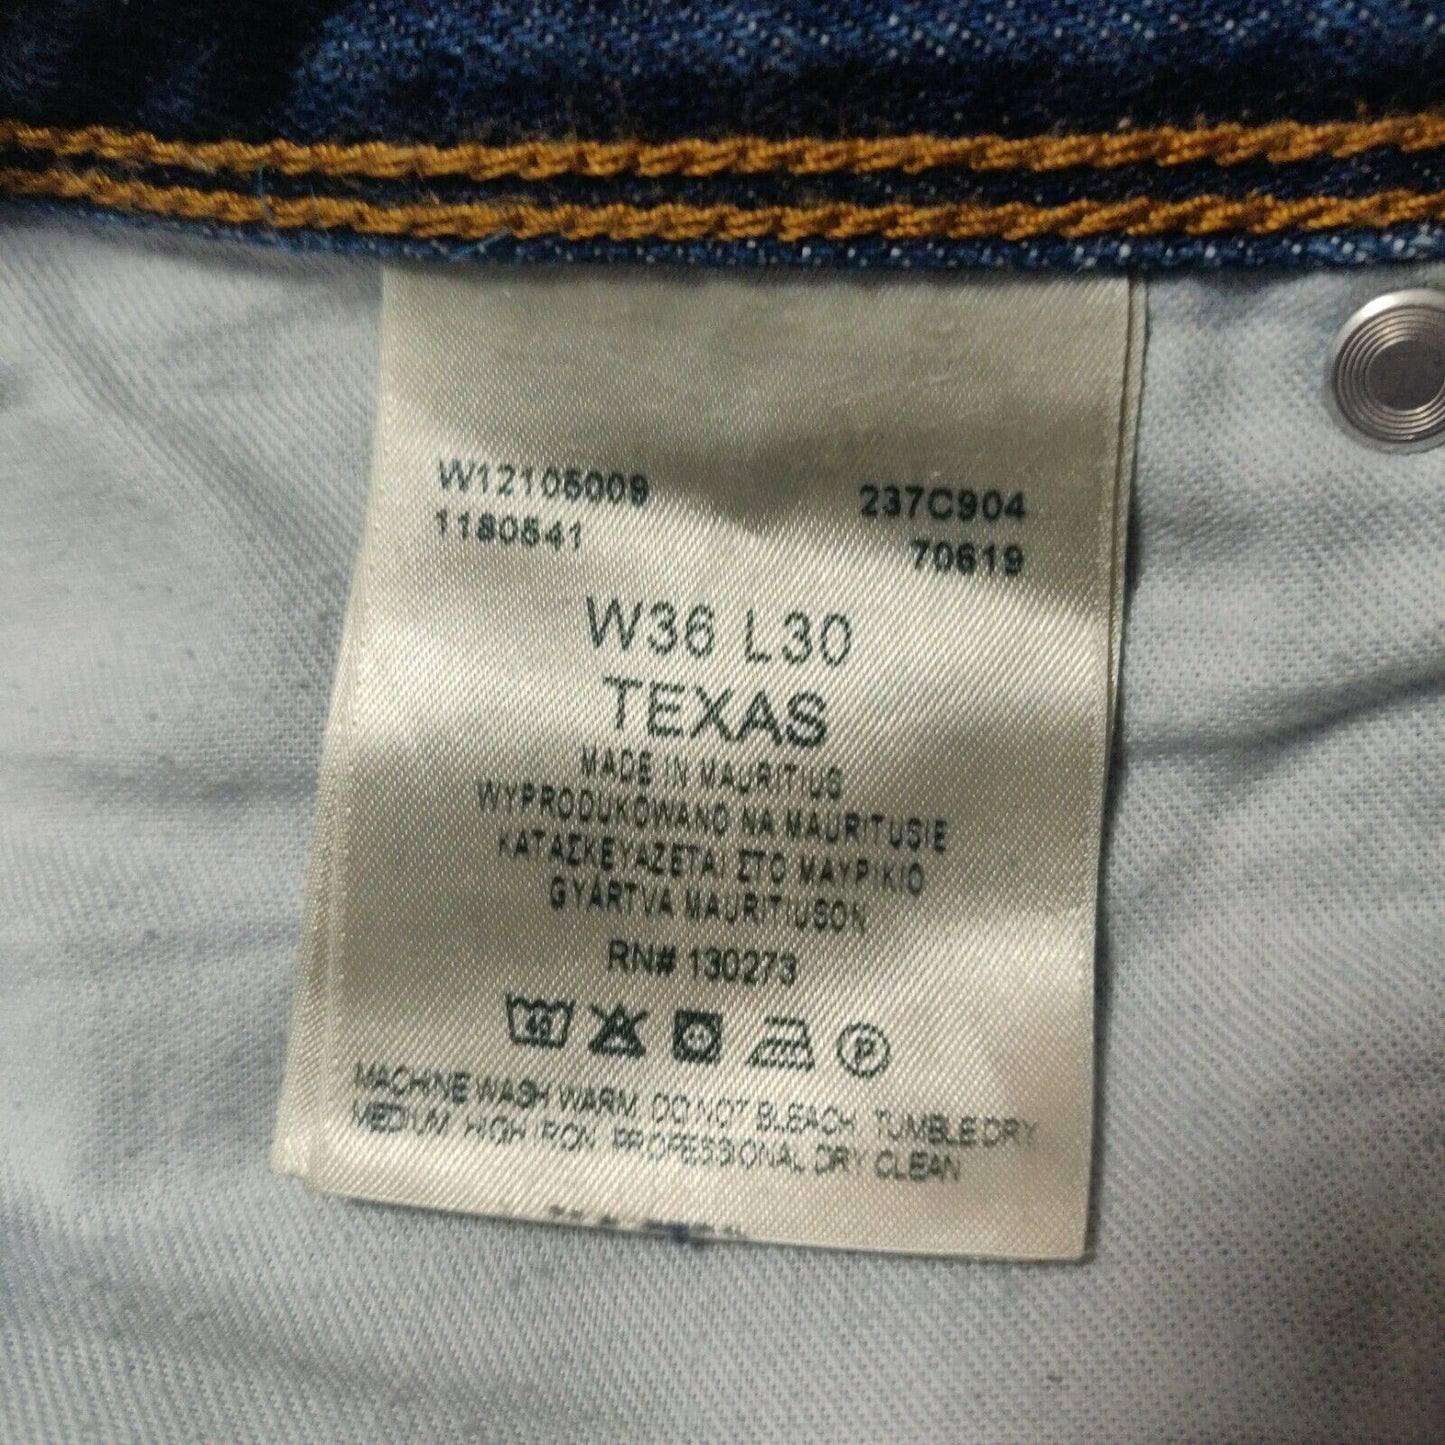 W12105009 237C904
1180541 70619
W36 L30
TEXAS
MADE IN MAURITIUS
WYPRODUKOWANO NA MAURITUSIE
ΚΑΤΑΣΚΕΥΑΖΕΤΑΙ ΣΤΟ ΜΑΥΡΙΚΙΟ
GYÁRTVA MAURITIUSON
RN# 130273
40 P
MACHINE WASH WARM. DO NOT BLEACH. TUMBLE DRY
MEDIUM. HIGH IRON. PROFESSIONAL DRY CLEAN